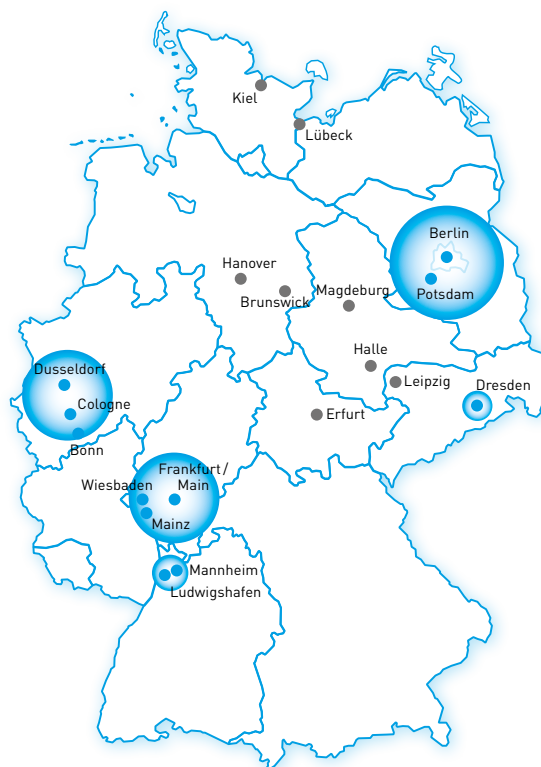 Kiel
Lübeck
Berlin
Hanover
Potsdam
Brunswick
Magdeburg
Halle
Dusseldorf
Leipzig
Dresden
Cologne
Erfurt
Bonn
Frankfurt/
Main
Wiesbaden
Mainz
Mannheim
Ludwigshafen